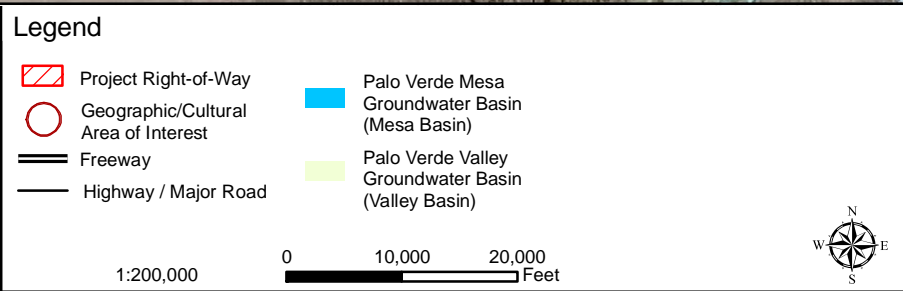 Legend
Project Right-of-Way
Geographic/Cultural
Area of Interest
Freeway
Highway / Major Road
Palo Verde Mesa
Groundwater Basin
(Mesa Basin)
Palo Verde Valley
Groundwater Basin
(Valley Basin)
1:200,000
0 10,000 20,000
Feet
N
W E
S